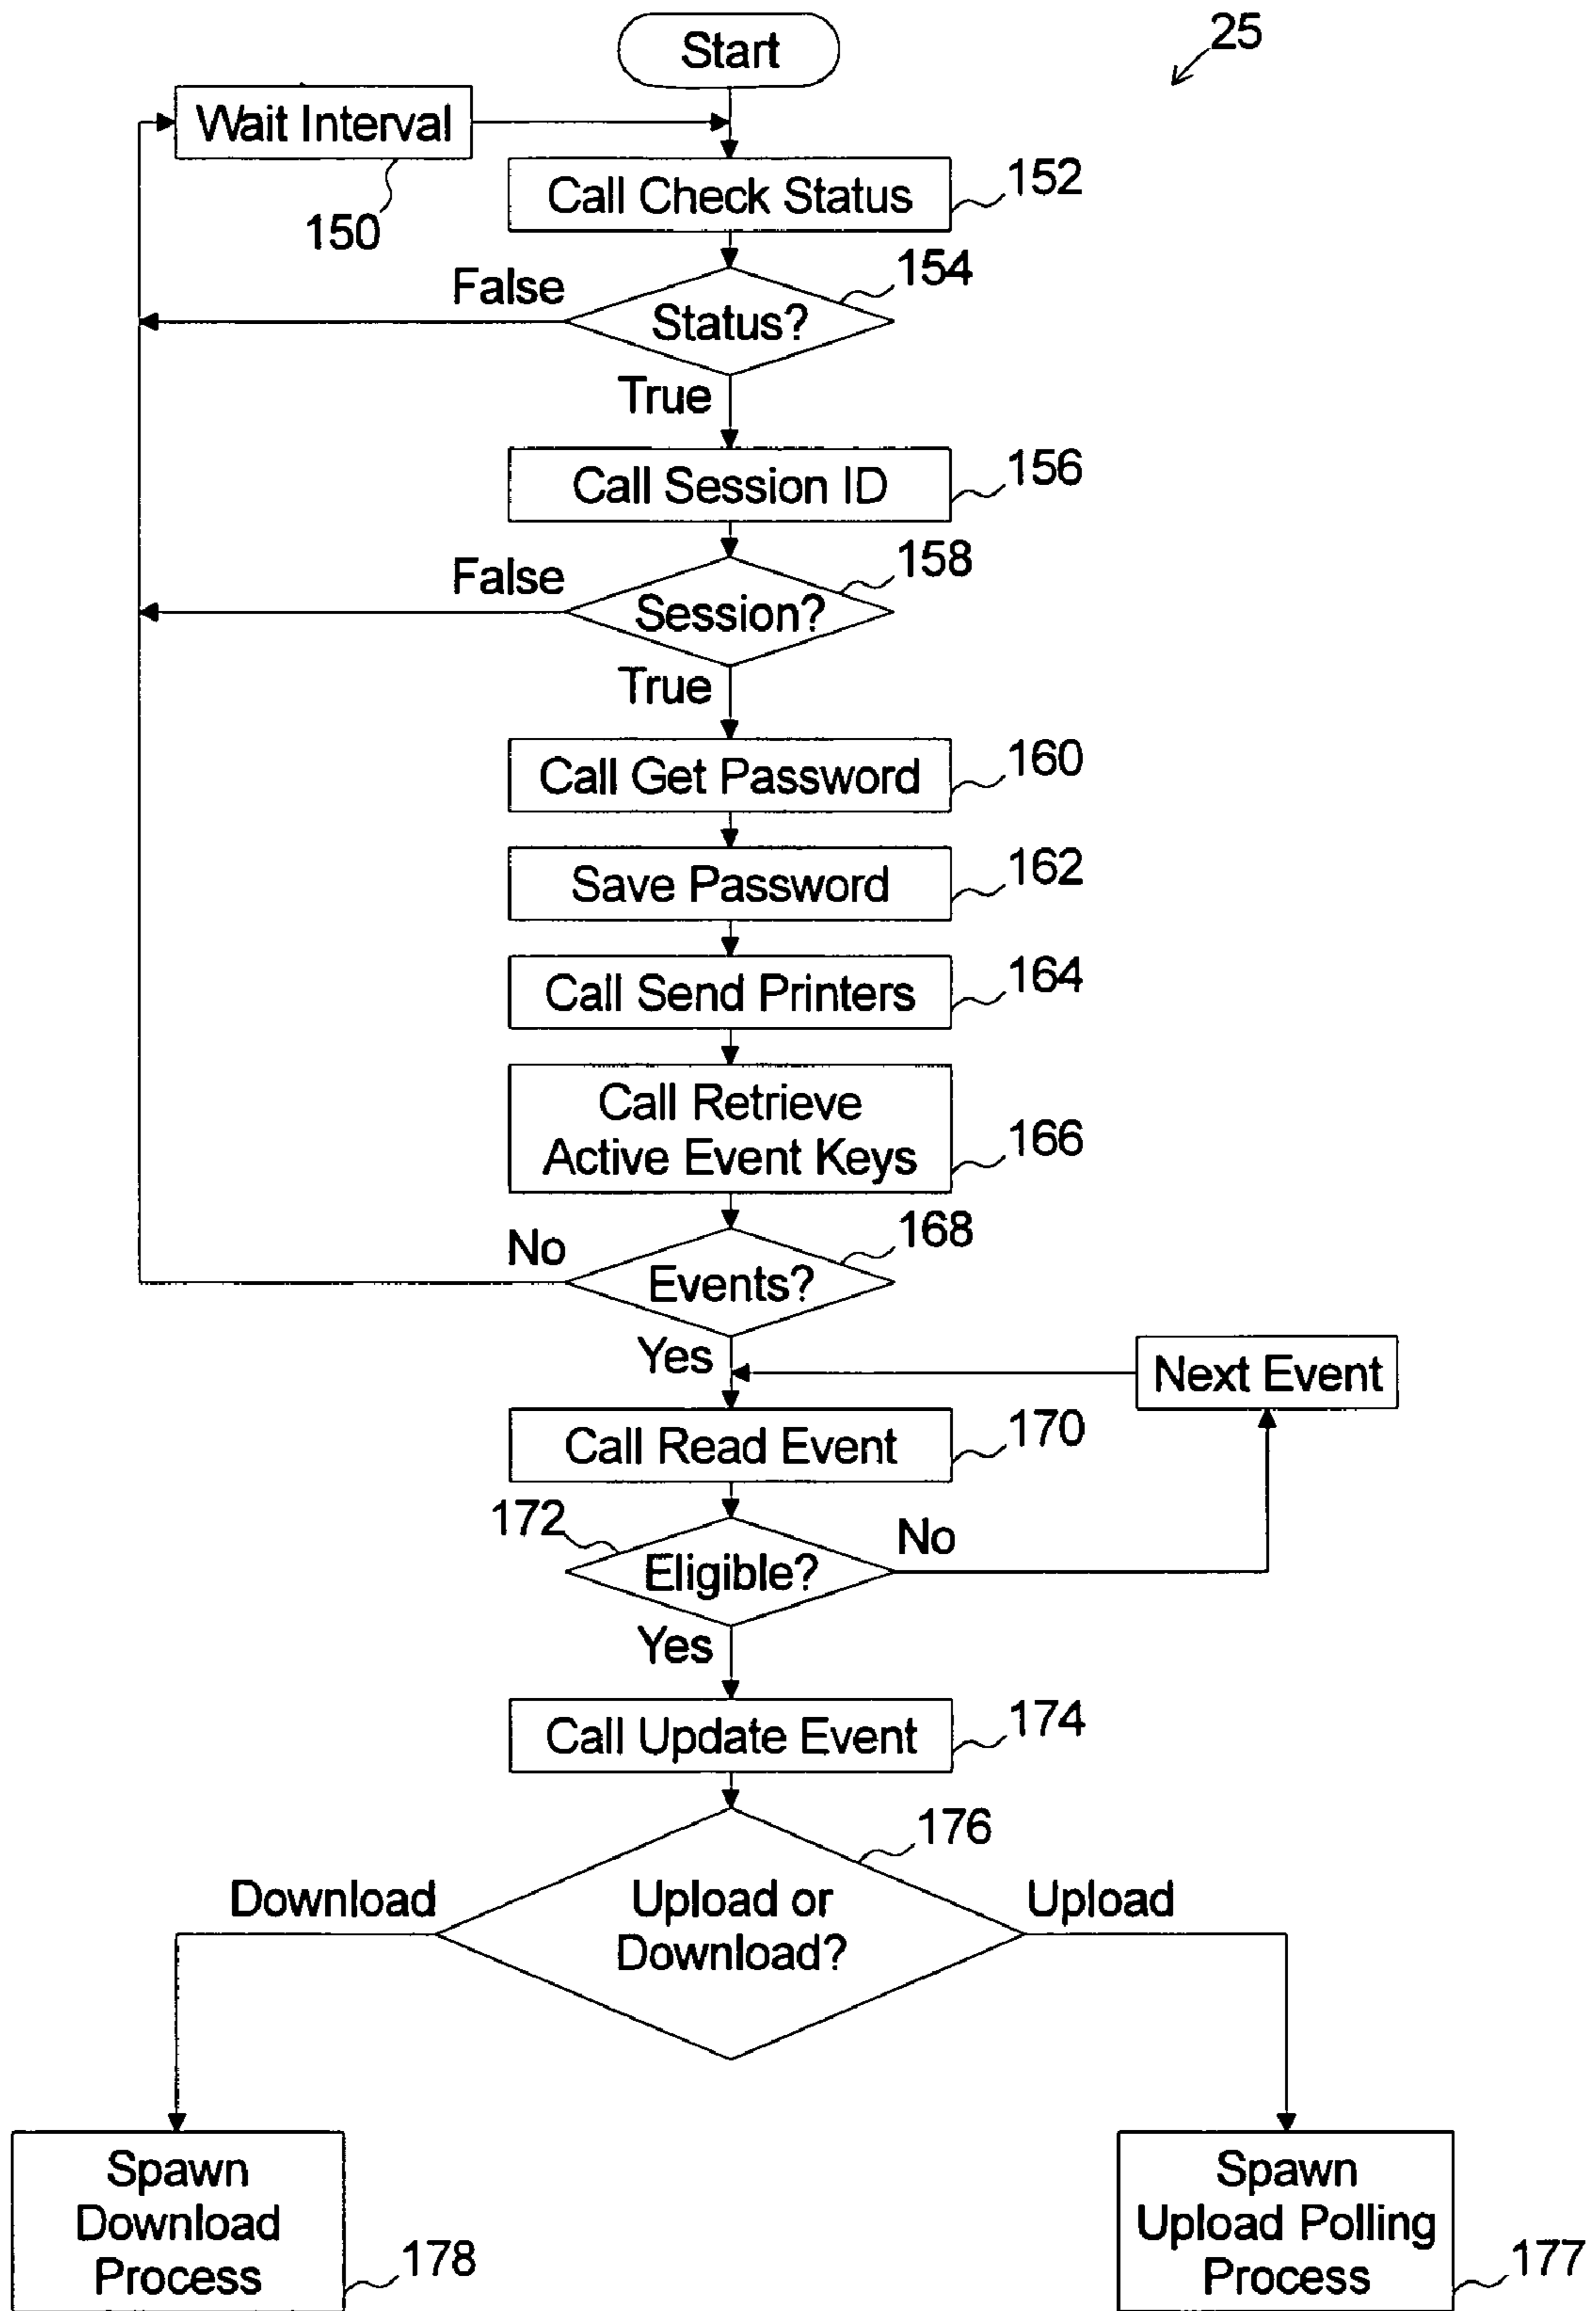 Start
25
Wait Interval
150
Call Check Status
152
154
False
Status?
True
Call Session ID
156
158
False
Session?
True
Call Get Password
160
Save Password
162
Call Send Printers
164
Call Retrieve
Active Event Keys
166
168
No
Events?
Yes
Next Event
Call Read Event
170
172
No
Eligible?
Yes
Call Update Event
174
176
Download
Upload or
Download?
Upload
Spawn
Download
Process
178
Spawn
Upload Polling
Process
177